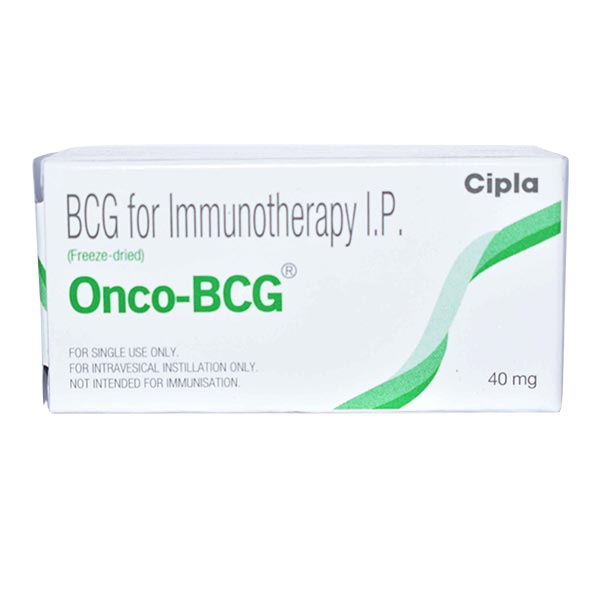 Cipla
BCG for Immunotherapy I.P.
(Freeze-dried)
Onco-BCG®
FOR SINGLE USE ONLY.
FOR INTRAVESICAL INSTILLATION ONLY.
NOT INTENDED FOR IMMUNISATION.
40 mg